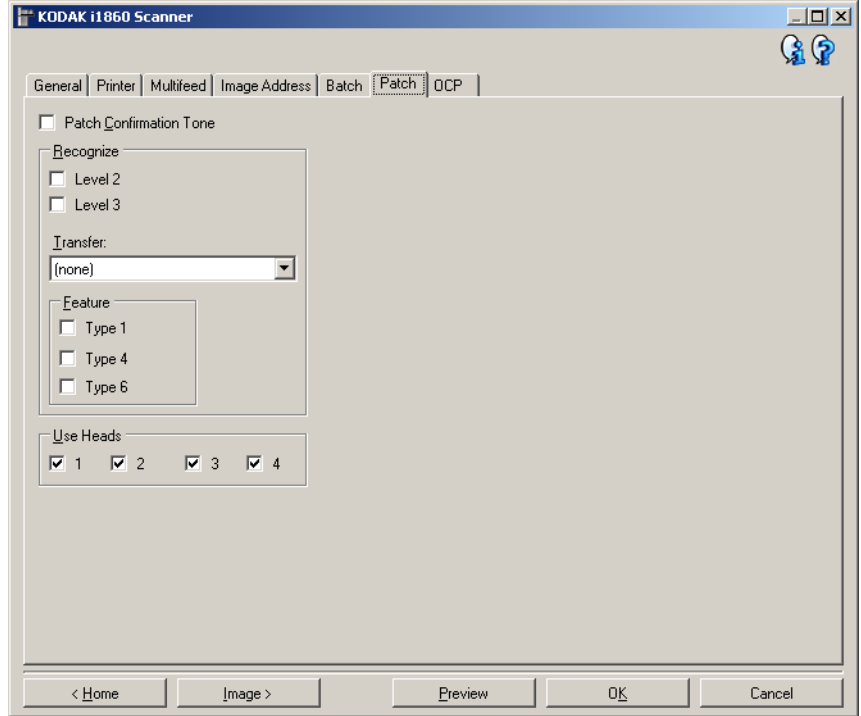 KODAK i1860 Scanner
General Printer Multifeed Image Address Batch Patch OCP
Patch Confirmation Tone
Recognize
Level 2
Level 3
Transfer:
(none)
Feature
Type 1
Type 4
Type 6
Use Heads
1 2 3 4
< Home Image > Preview OK Cancel